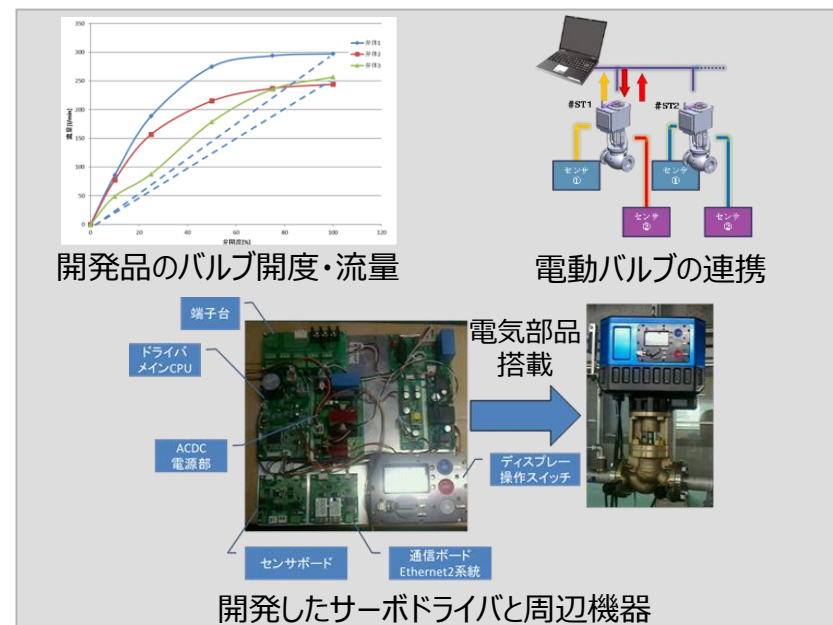 350
300
250
200
150
100
50
0
流量[l/min]
0 20 40 60 80 100 120
弁開度[%]
弁体1
弁体2
弁体3
開発品のバルブ開度・流量
#ST1
#ST2
センサ
①
センサ
①
センサ
②
センサ
②
電動バルブの連携
端子台
ドライバ
メインCPU
ACDC
電源部
センサボード
通信ボード
Ethernet2系統
ディスプレー
操作スイッチ
電気部品
搭載
開発したサーボドライバと周辺機器